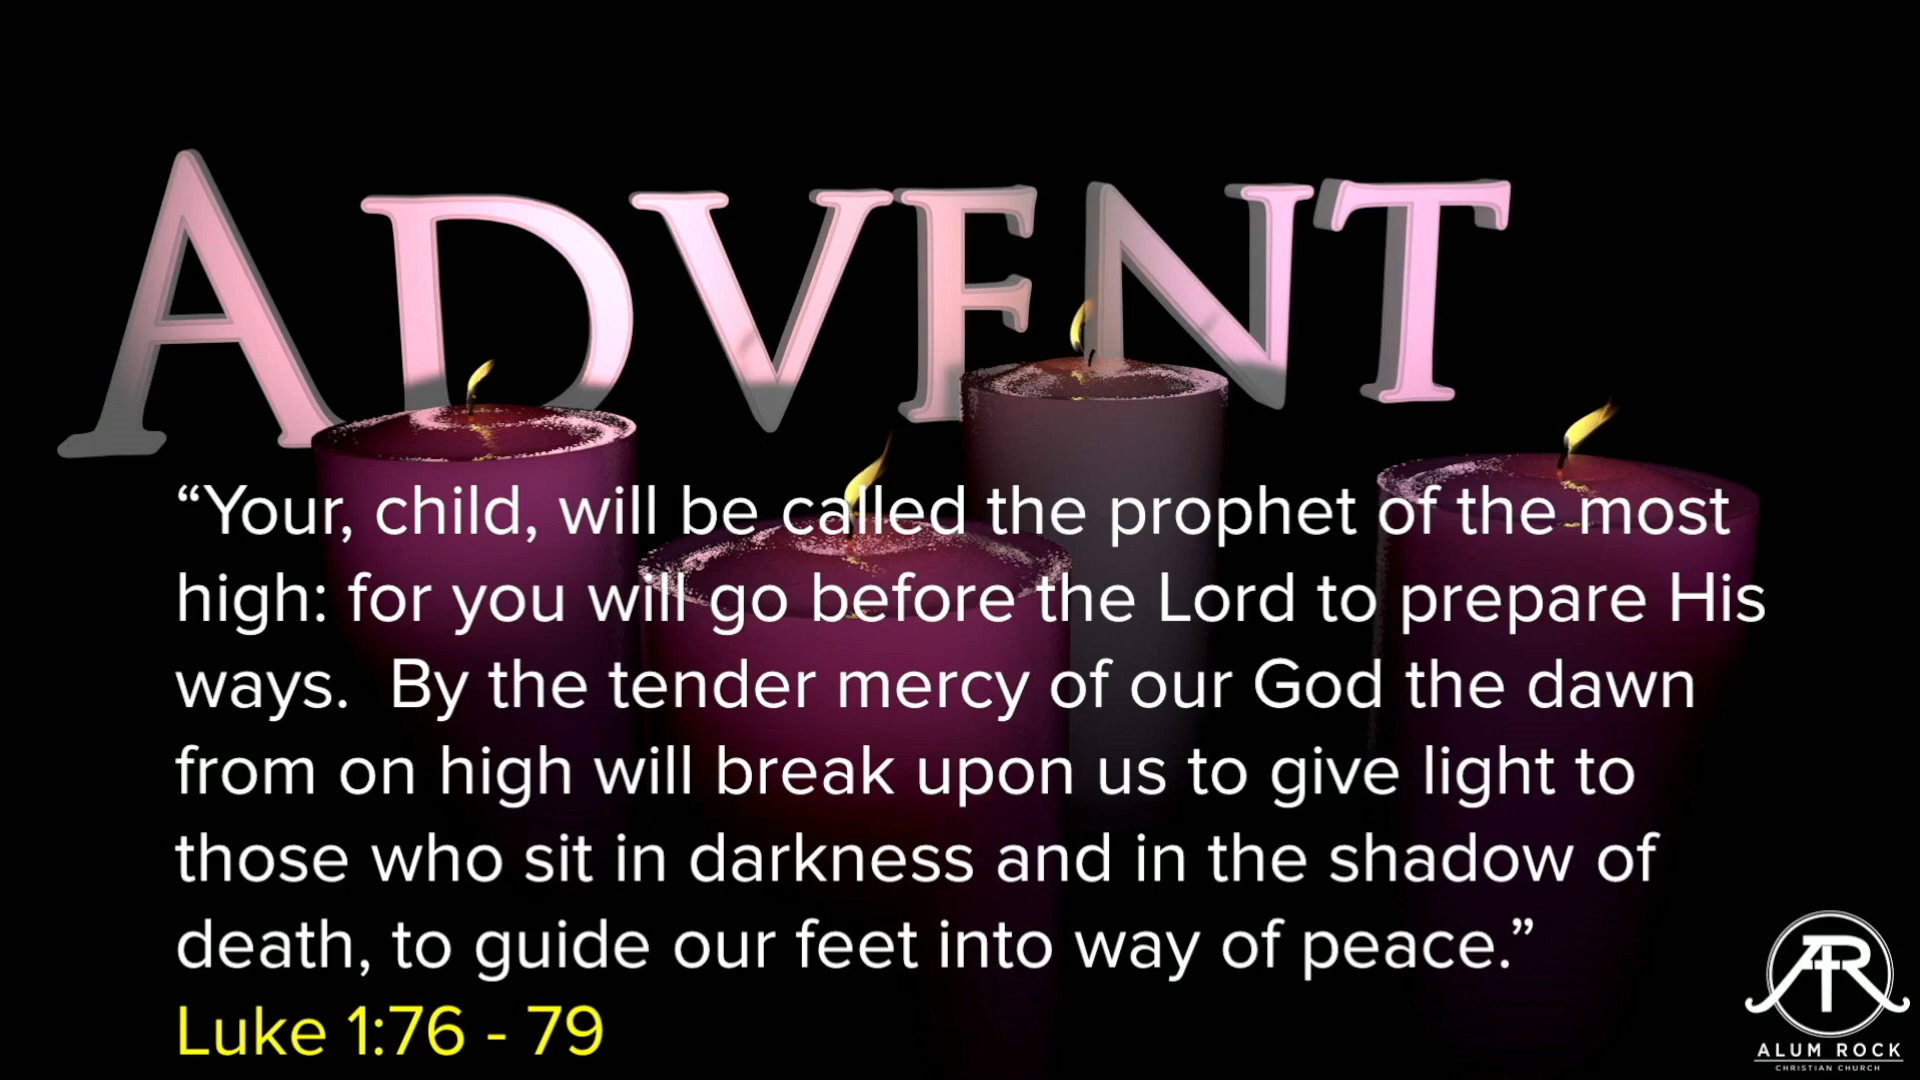 ADVENT
“Your, child, will be called the prophet of the most
high: for you will go before the Lord to prepare His
ways.  By the tender mercy of our God the dawn
from on high will break upon us to give light to
those who sit in darkness and in the shadow of
death, to guide our feet into way of peace.”
Luke 1:76 - 79
AR
ALUM ROCK
CHRISTIAN CHURCH